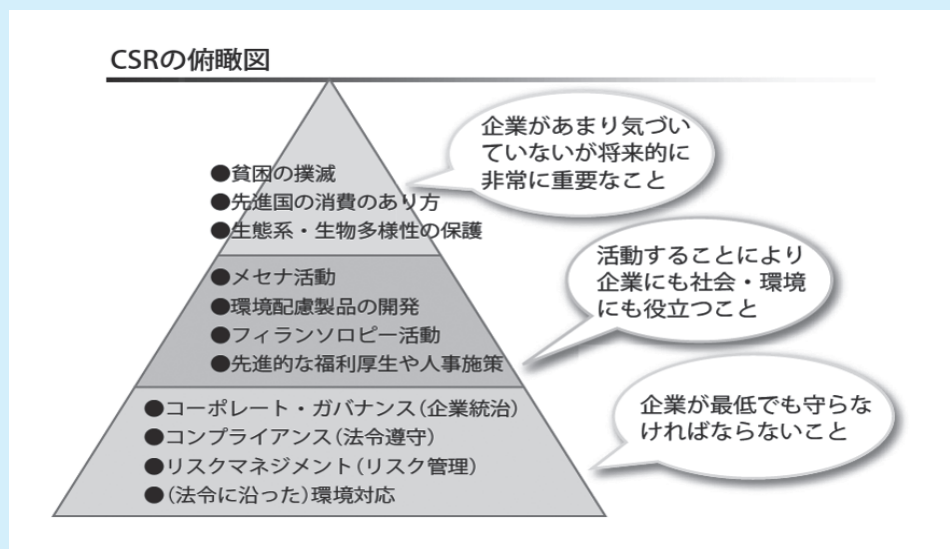 CSRの俯瞰図
●貧困の撲滅
●先進国の消費のあり方
●生態系・生物多様性の保護
企業があまり気づい
ていないが将来的に
非常に重要なこと
●メセナ活動
●環境配慮製品の開発
●フィランソロピー活動
●先進的な福利厚生や人事施策
活動することにより
企業にも社会・環境
にも役立つこと
●コーポレート・ガバナンス(企業統治)
●コンプライアンス(法令遵守)
●リスクマネジメント(リスク管理)
●(法令に沿った)環境対応
企業が最低でも守らな
ければならないこと